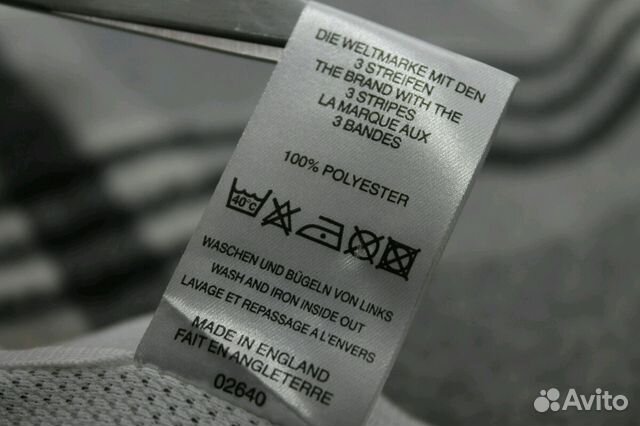 DIE WELTMARKE MIT DEN
3 STREIFEN
THE BRAND WITH THE
3 STRIPES
LA MARQUE AUX
3 BANDES
100% POLYESTER
40°C
WASCHEN UND BÜGELN VON LINKS
WASH AND IRON INSIDE OUT
LAVAGE ET REPASSAGE A L'ENVERS
MADE IN ENGLAND
FAIT EN ANGLETERRE
02640
Avito